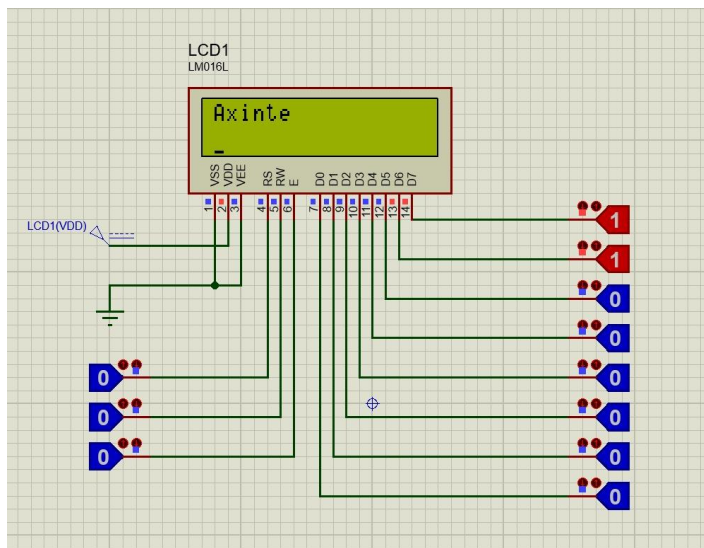 LCD1
LM016L
Axinte
_
VSS VDD VEE RS RW E D0 D1 D2 D3 D4 D5 D6 D7
1 2 3 4 5 6 7 8 9 10 11 12 13 14
LCD1(VDD)
1
1
0
0
0 0
0 0
0 0
0